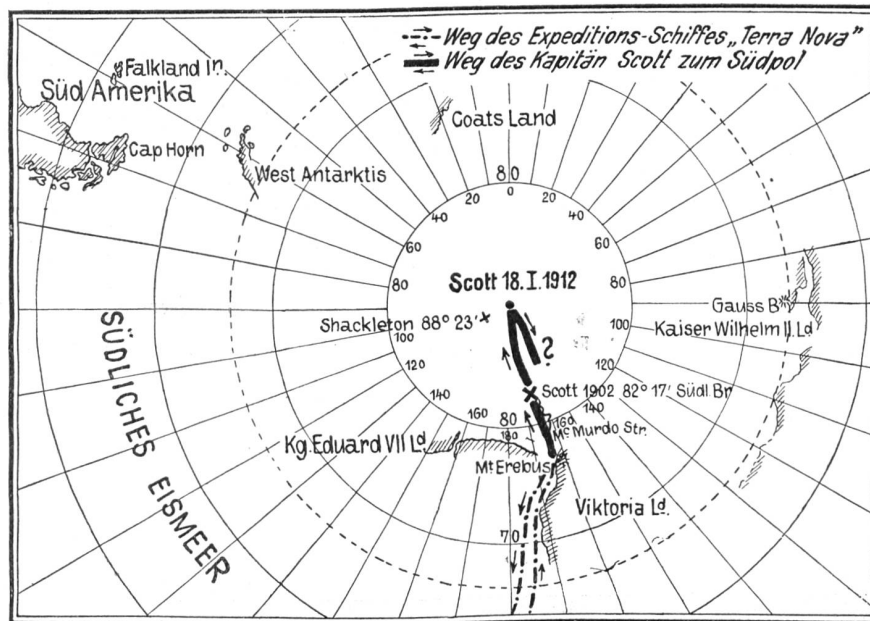 Weg des Expeditions-Schiffes „Terra Nova"
Weg des Kapitän Scott zum Südpol
Falkland In.
Süd Amerika
Cap Horn
West Antarktis
Coats Land
80
0
20
20
40
40
60
60
80
80
Scott 18.I.1912
Shackleton 88° 23'
Gauss B
Kaiser Wilhelm II. Ld
100
100
120
120
?
Scott 1902 82° 17' Südl. Br
140
140
160
80
180
160
Mc Murdo Str.
Kg. Eduard VII Ld.
Mt Erebus
Viktoria Ld.
70
SÜDLICHES EISMEER